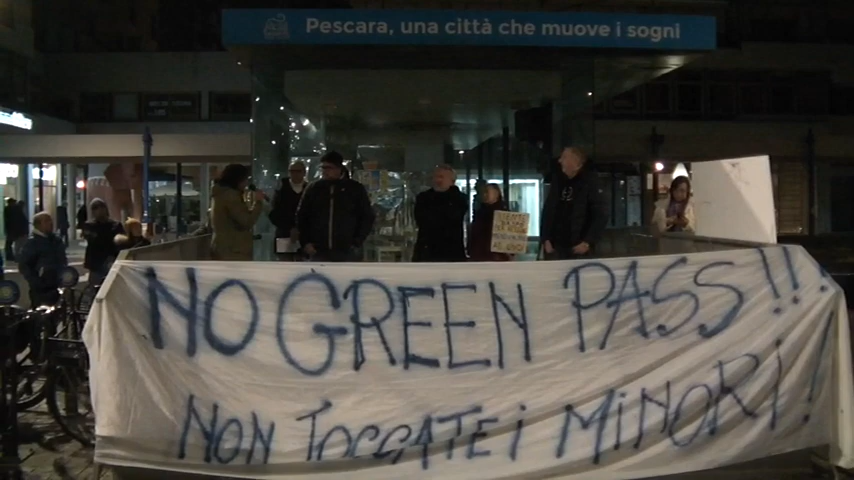 Pescara, una città che muove i sogni
NO GREEN PASS!!!
NON TOCCATE i MiNORi!